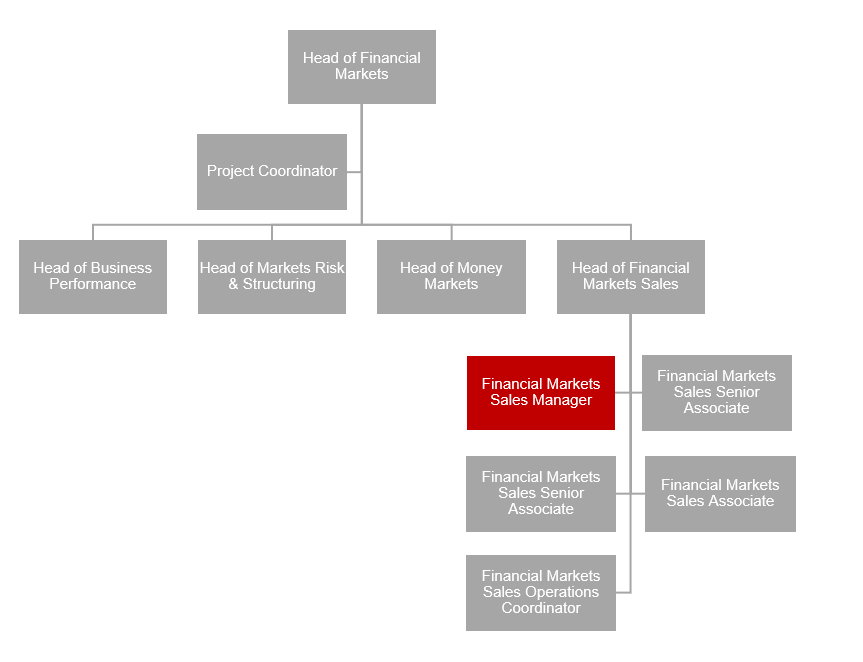 Head of Financial
Markets
Project Coordinator
Head of Business
Performance
Head of Markets Risk
& Structuring
Head of Money
Markets
Head of Financial
Markets Sales
Financial Markets
Sales Manager
Financial Markets
Sales Senior
Associate
Financial Markets
Sales Senior
Associate
Financial Markets
Sales Associate
Financial Markets
Sales Operations
Coordinator